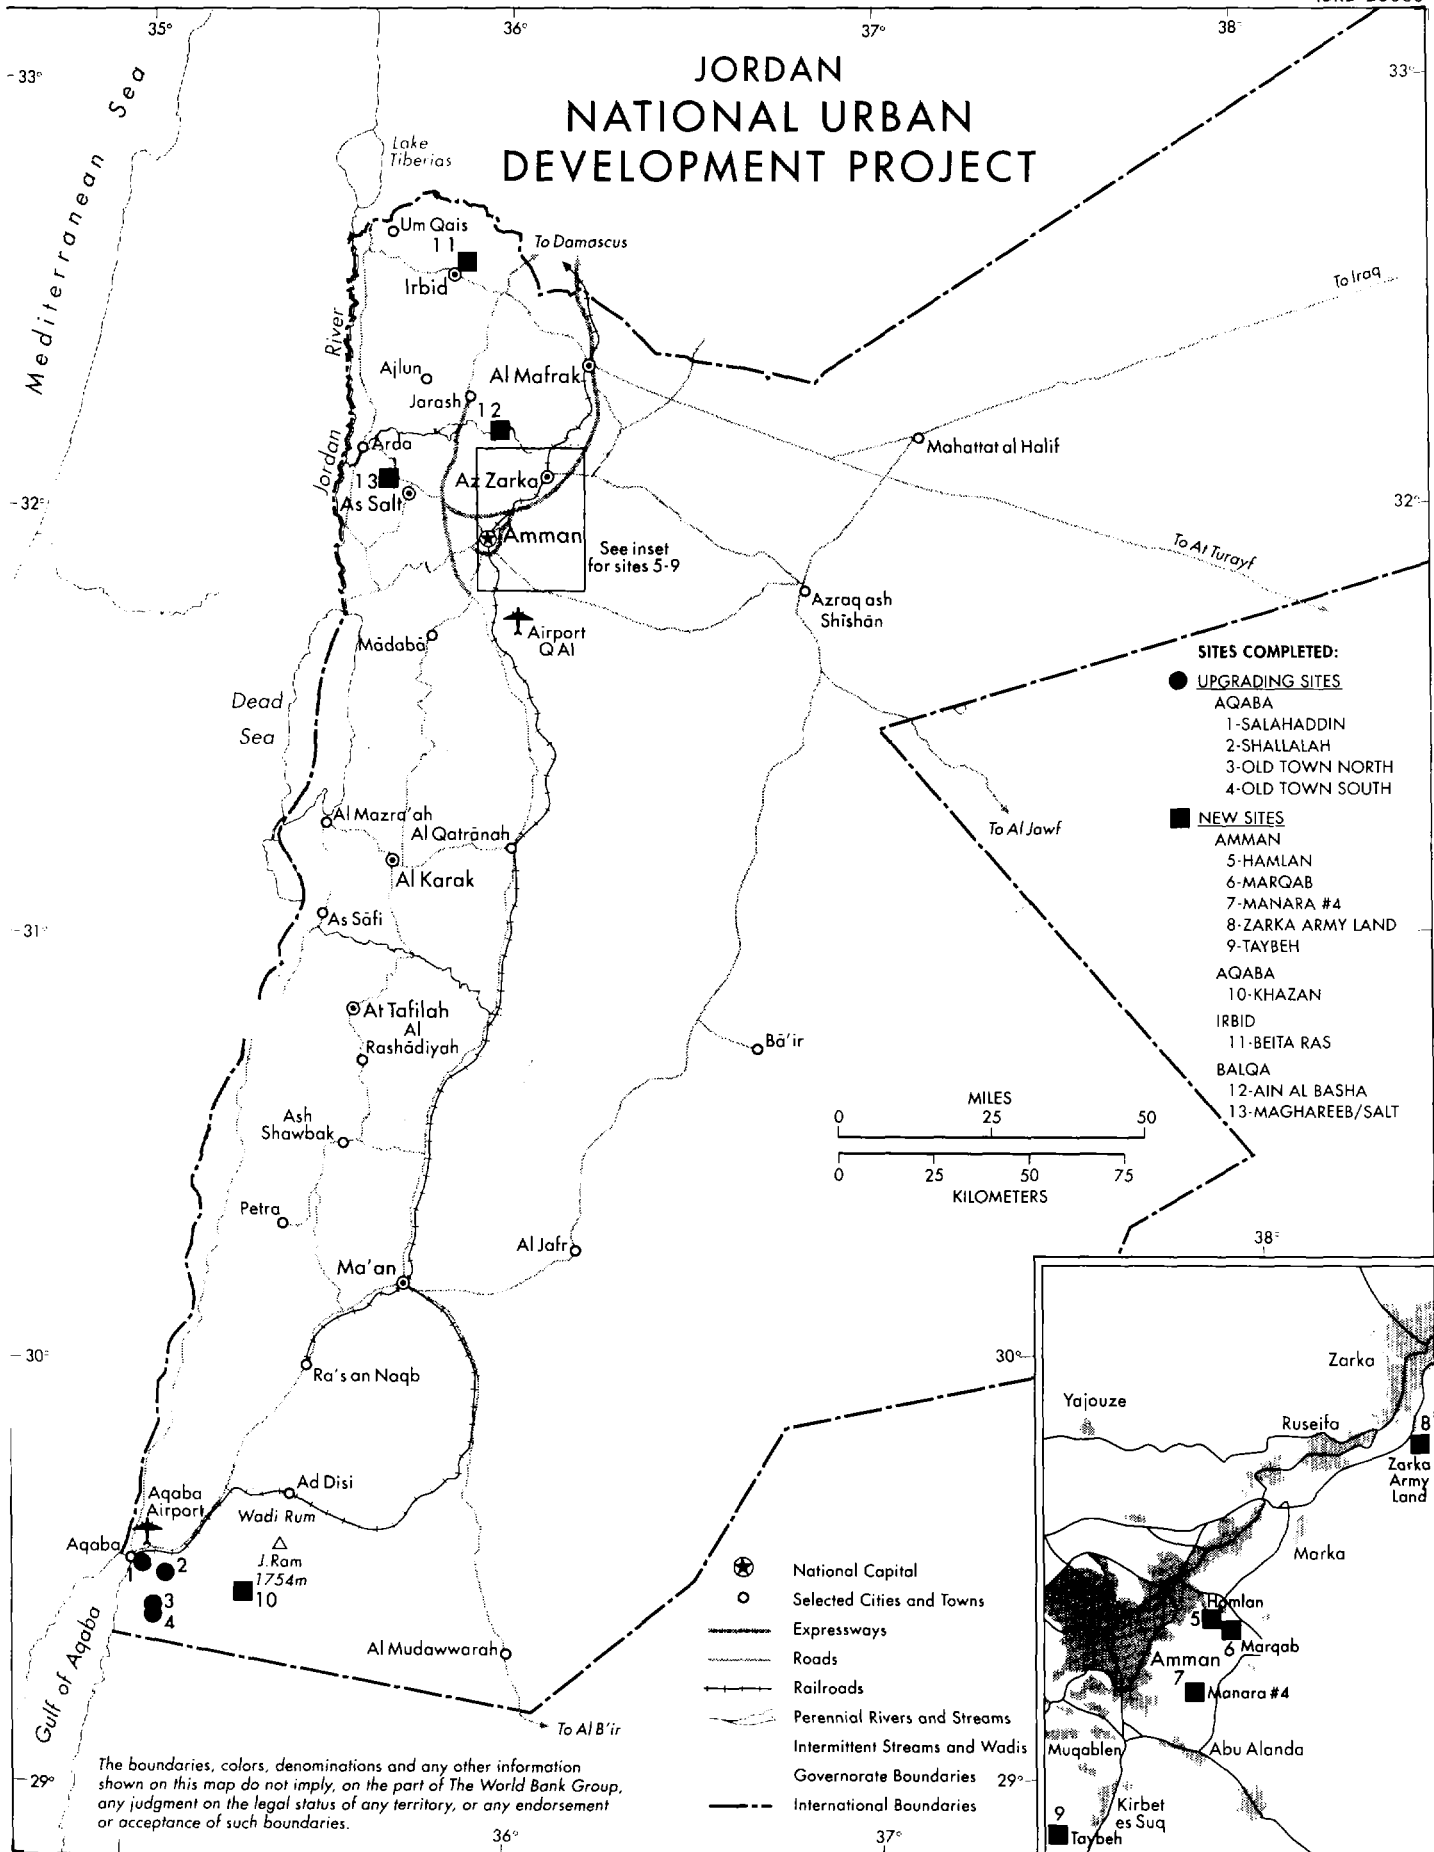 35°
36°
37°
38°
33°
33°
JORDAN
NATIONAL URBAN
DEVELOPMENT PROJECT
Mediterranean Sea
Lake
Tiberias
Um Qais
11
To Damascus
Irbid
To Iraq
Jordan River
Ajlun
Al Mafrak
Jarash
12
Arda
Mahattat al Halif
13
Az Zarka
32°
As Salt
32°
Amman
See inset
for sites 5-9
To At Turayf
Azraq ash
Shīshān
Airport
Q'Al
Mādabā
SITES COMPLETED:
UPGRADING SITES
AQABA
1-SALAHADDIN
2-SHALLALAH
3-OLD TOWN NORTH
4-OLD TOWN SOUTH
NEW SITES
AMMAN
5-HAMLAN
6-MARQAB
7-MANARA #4
8-ZARKA ARMY LAND
9-TAYBEH
AQABA
10-KHAZAN
IRBID
11-BEITA RAS
BALQA
12-AIN AL BASHA
13-MAGHAREEB/SALT
Dead
Sea
Al Mazra'ah
Al Qatrānah
To Al Jawf
Al Karak
As Sāfi
31°
At Tafilah
Al
Rashādiyah
Bā'ir
Ash
Shawbak
MILES
0 25 50
0 25 50 75
KILOMETERS
Petra
Al Jafr
Ma'an
38°
30°
30°
Ra's an Naqb
Zarka
Yajouze
Ruseifa
8
Zarka
Army
Land
Marka
Hamlan
5
6
Marqab
Amman
7
Manara #4
Muqablen
Abu Alanda
Kirbet
es Suq
9
Taybeh
Ad Disi
Aqaba
Airport
Wadi Rum
J.Ram
1754m
Aqaba
1
2
3
4
10
Gulf of Aqaba
Al Mudawwarah
To Al B'ir
National Capital
Selected Cities and Towns
Expressways
Roads
Railroads
Perennial Rivers and Streams
Intermittent Streams and Wadis
Governorate Boundaries
International Boundaries
The boundaries, colors, denominations and any other information
shown on this map do not imply, on the part of The World Bank Group,
any judgment on the legal status of any territory, or any endorsement
or acceptance of such boundaries.
29°
29°
36°
37°